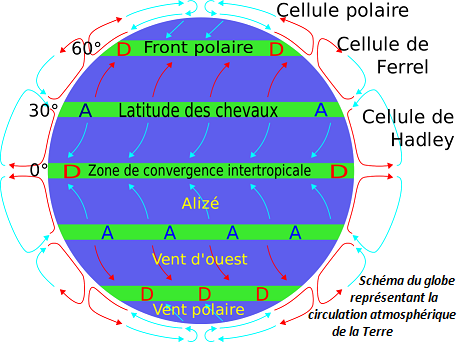 Cellule polaire
60° D Front polaire D
Cellule de
Ferrel
30° A Latitude des chevaux A
Cellule de
Hadley
0° D Zone de convergence intertropicale D
Alizé
A A A A
Vent d'ouest
D D D
Vent polaire
Schéma du globe
représentant la
circulation atmosphérique
de la Terre